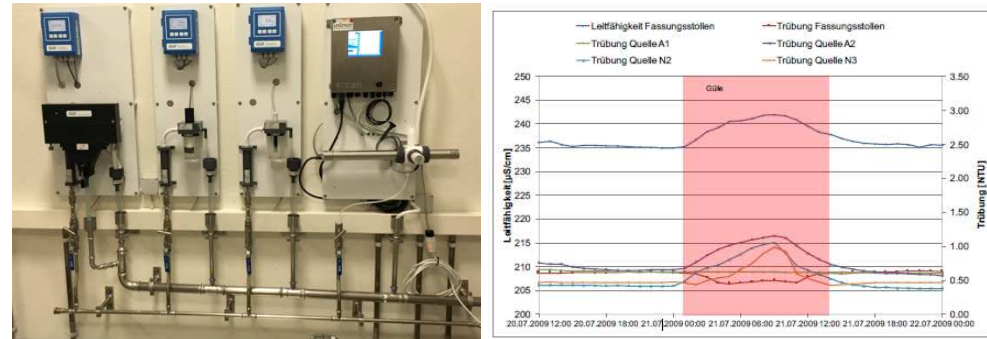 Leitfähigkeit Fassungsstollen
Trübung Fassungsstollen
Trübung Quelle A1
Trübung Quelle A2
Trübung Quelle N2
Trübung Quelle N3
Gülle
250
245
240
235
230
225
220
215
210
205
200
3.50
3.00
2.50
2.00
1.50
1.00
0.50
0.00
Leitfähigkeit [µS/cm]
Trübung [NTU]
20.07.2009 12:00 20.07.2009 18:00 21.07.2009 00:00 21.07.2009 06:00 21.07.2009 12:00 21.07.2009 18:00 22.07.2009 00:00